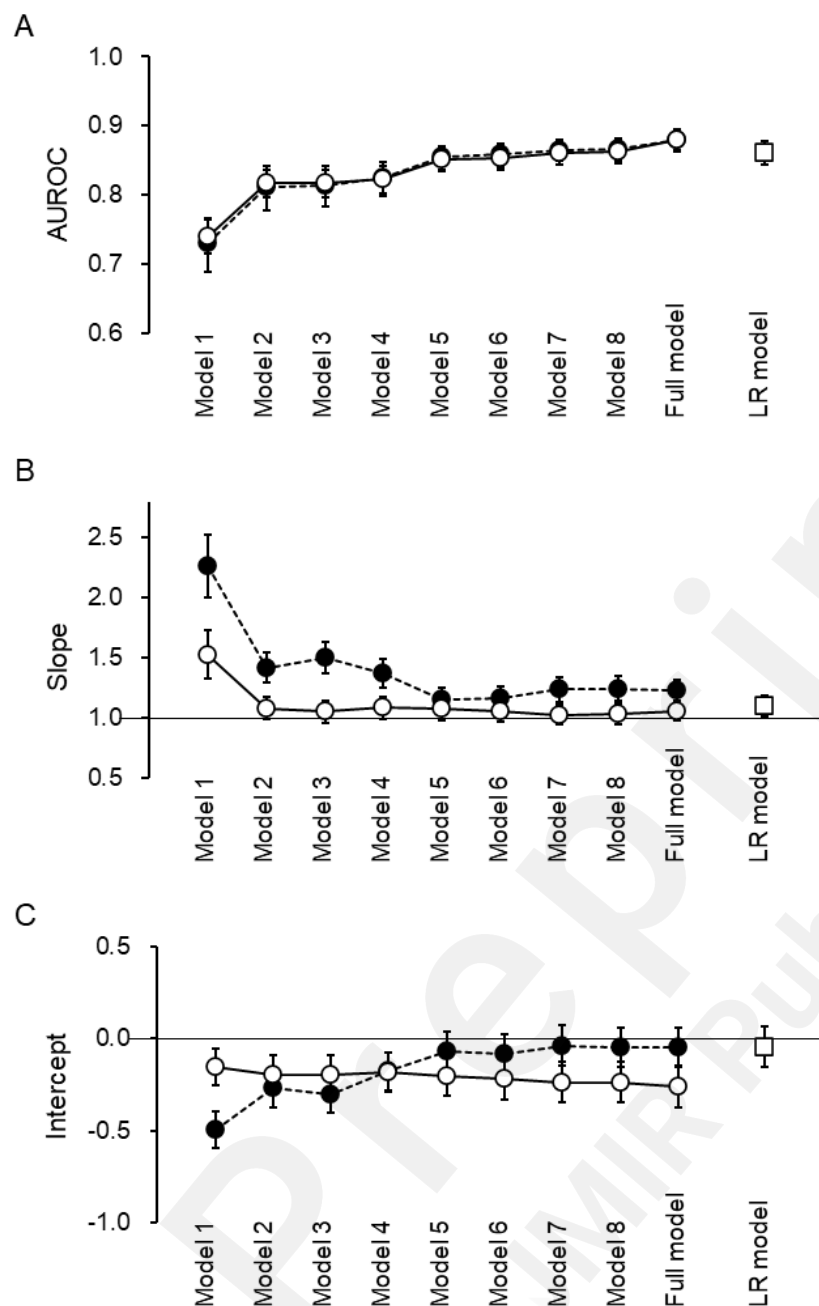 A
1.0
0.9
0.8
0.7
0.6
AUROC
Model 1
Model 2
Model 3
Model 4
Model 5
Model 6
Model 7
Model 8
Full model
LR model
B
2.5
2.0
1.5
1.0
0.5
Slope
Model 1
Model 2
Model 3
Model 4
Model 5
Model 6
Model 7
Model 8
Full model
LR model
C
0.5
0.0
-0.5
-1.0
Intercept
Model 1
Model 2
Model 3
Model 4
Model 5
Model 6
Model 7
Model 8
Full model
LR model
Preprin
JMIR Pub